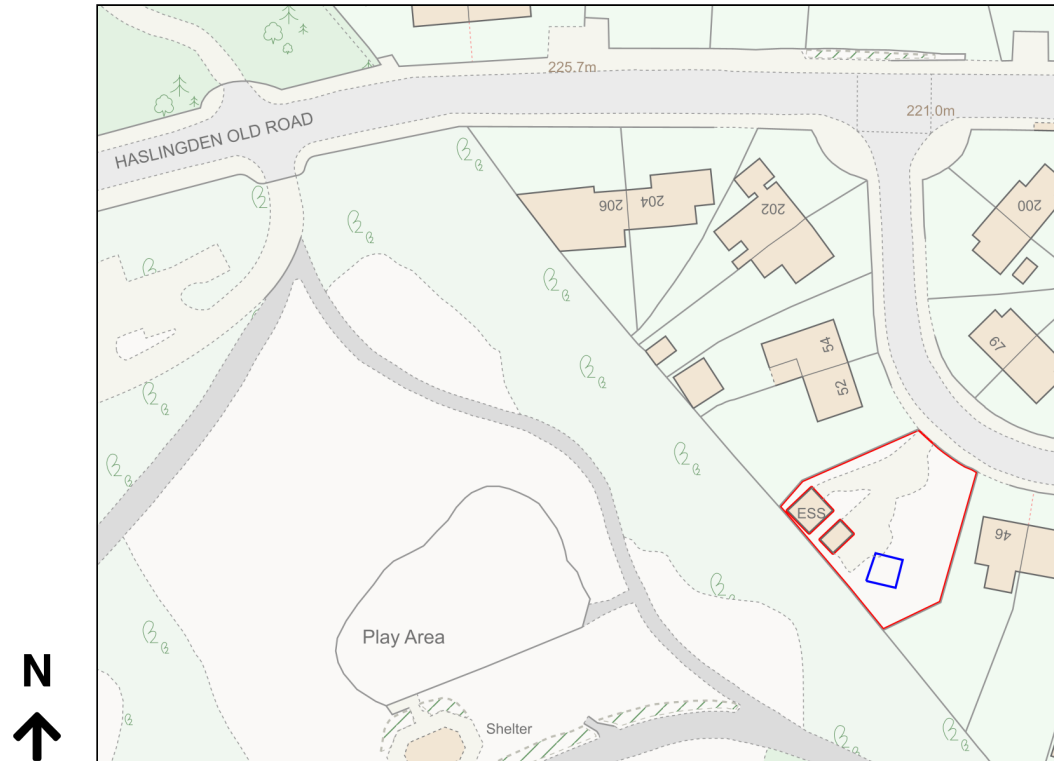 225.7m
221.0m
HASLINGDEN OLD ROAD
206
204
202
200
54
67
52
ESS
46
Play Area
N
Shelter